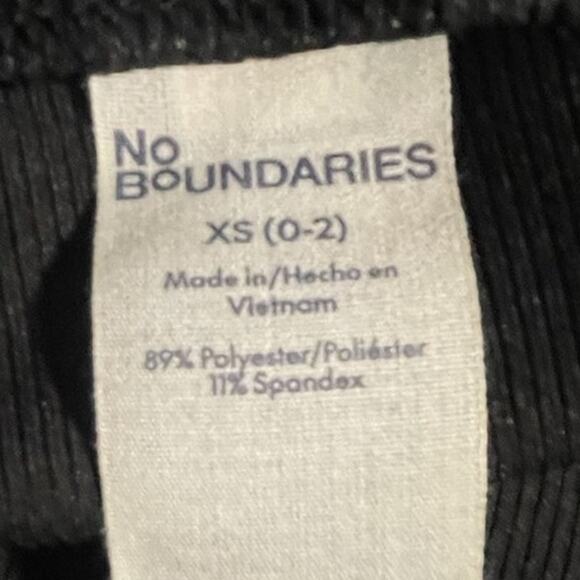 No
BoUNDARIES
XS (0-2)
Made in/Hecho en
Vietnam
89% Polyester/Poliéster
11% Spandex